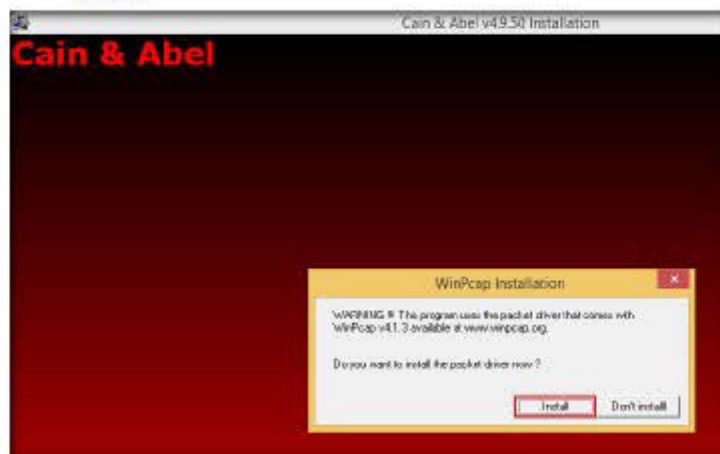 Cain & Abel v4.9.50 Installation
Cain & Abel
WinPcap Installation
WARNING !!! This program uses the packet driver that comes with
WinPcap v4.1.3 available at www.winpcap.org.
Do you want to install the packet driver now ?
Install
Don't install